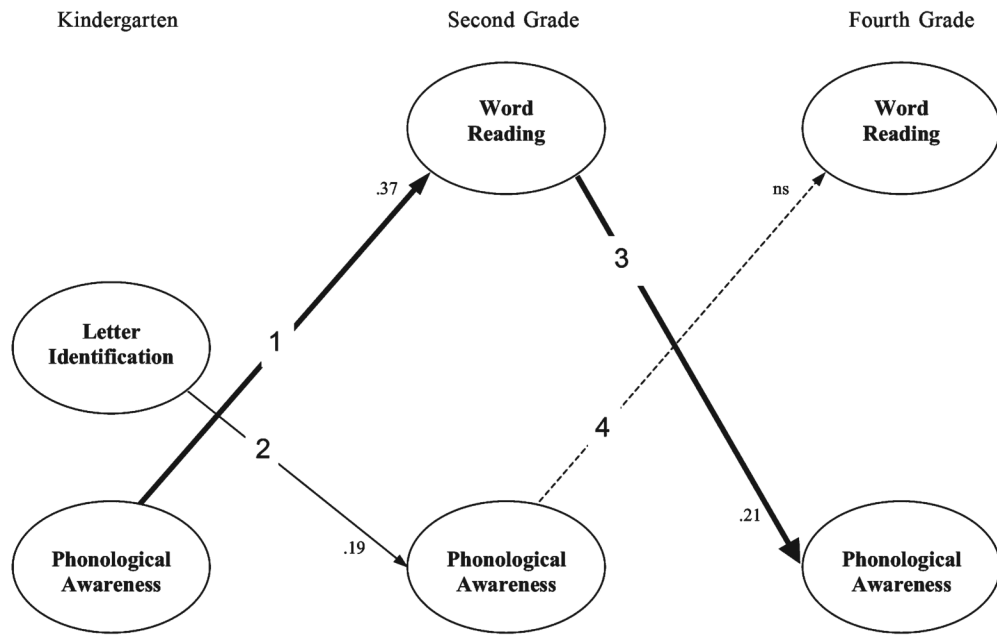 Kindergarten
Second Grade
Fourth Grade
Word
Reading
Word
Reading
.37
ns
3
Letter
Identification
1
4
2
.19
.21
Phonological
Awareness
Phonological
Awareness
Phonological
Awareness